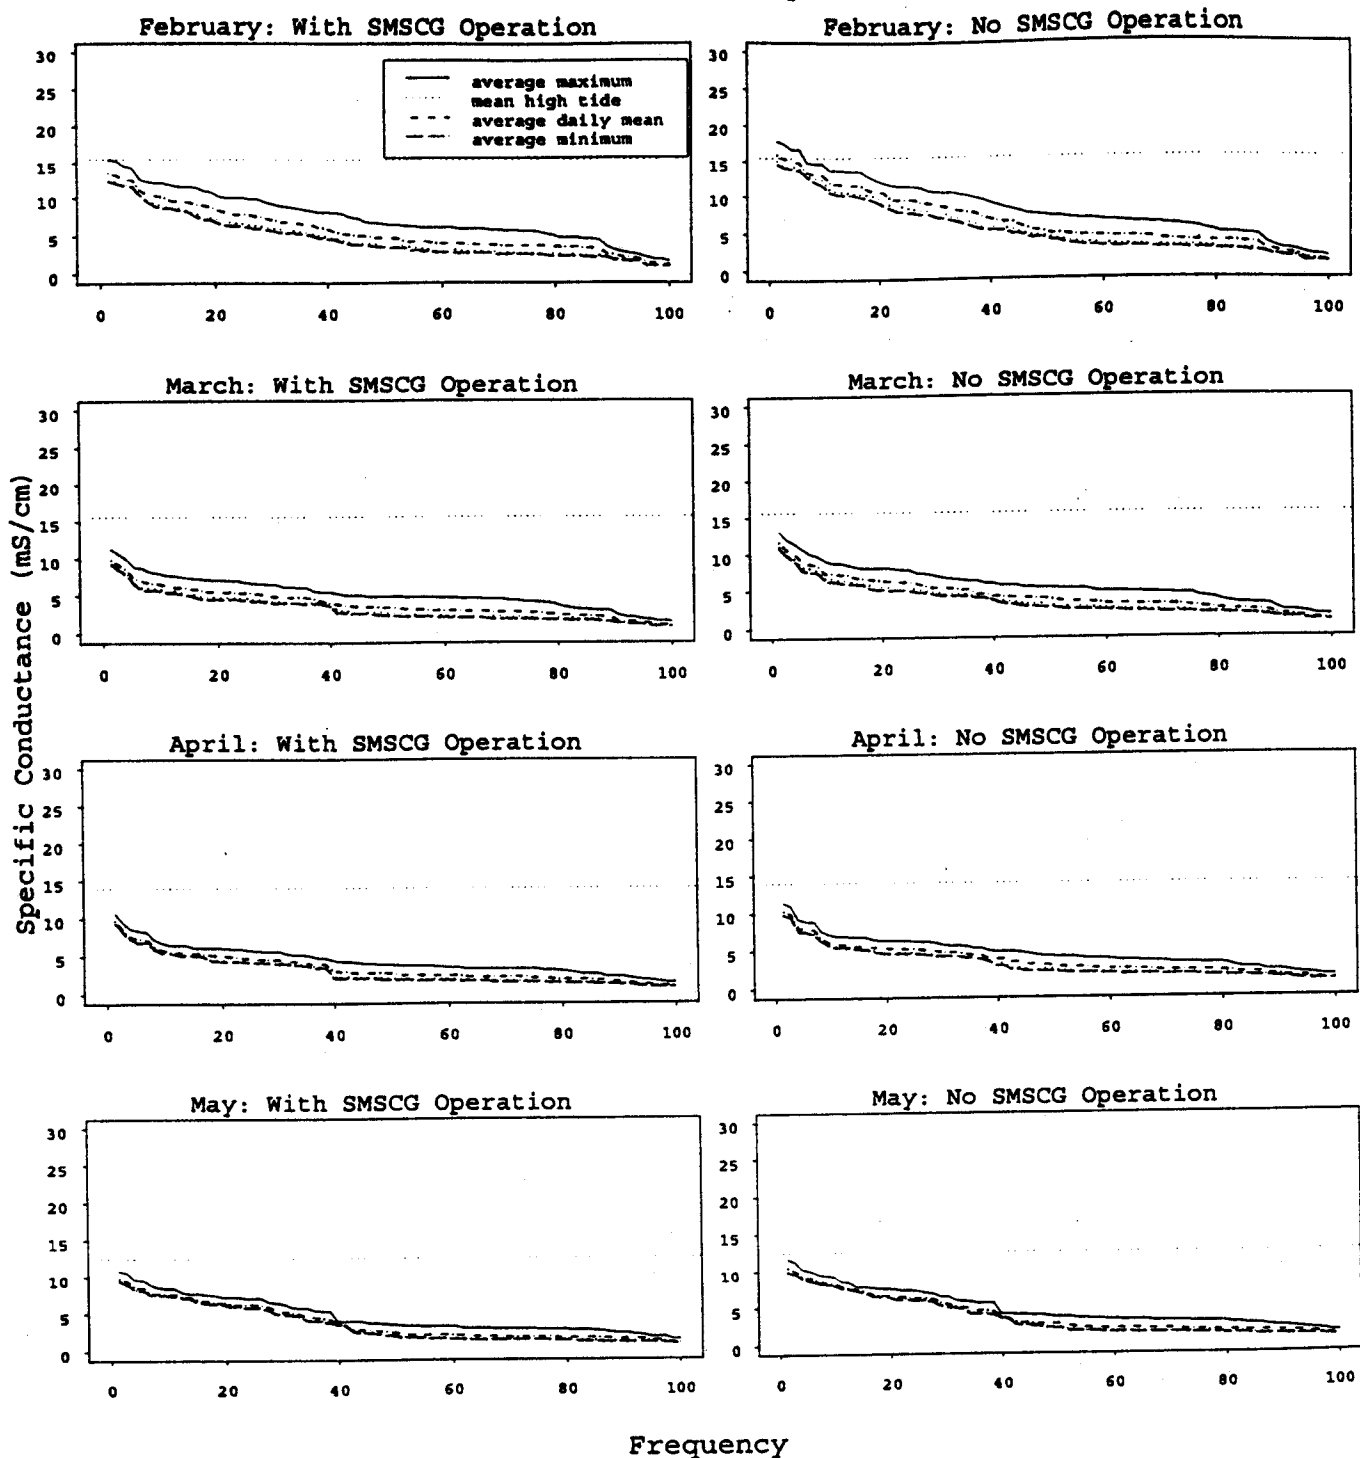 February: With SMSCG Operation
30
25
20
15
10
5
0
average maximum
mean high tide
average daily mean
average minimum
0 20 40 60 80 100
February: No SMSCG Operation
30
25
20
15
10
5
0
0 20 40 60 80 100
March: With SMSCG Operation
30
25
20
15
10
5
0
0 20 40 60 80 100
March: No SMSCG Operation
30
25
20
15
10
5
0
0 20 40 60 80 100
Specific Conductance (mS/cm)
April: With SMSCG Operation
30
25
20
15
10
5
0
0 20 40 60 80 100
April: No SMSCG Operation
30
25
20
15
10
5
0
0 20 40 60 80 100
May: With SMSCG Operation
30
25
20
15
10
5
0
0 20 40 60 80 100
May: No SMSCG Operation
30
25
20
15
10
5
0
0 20 40 60 80 100
Frequency